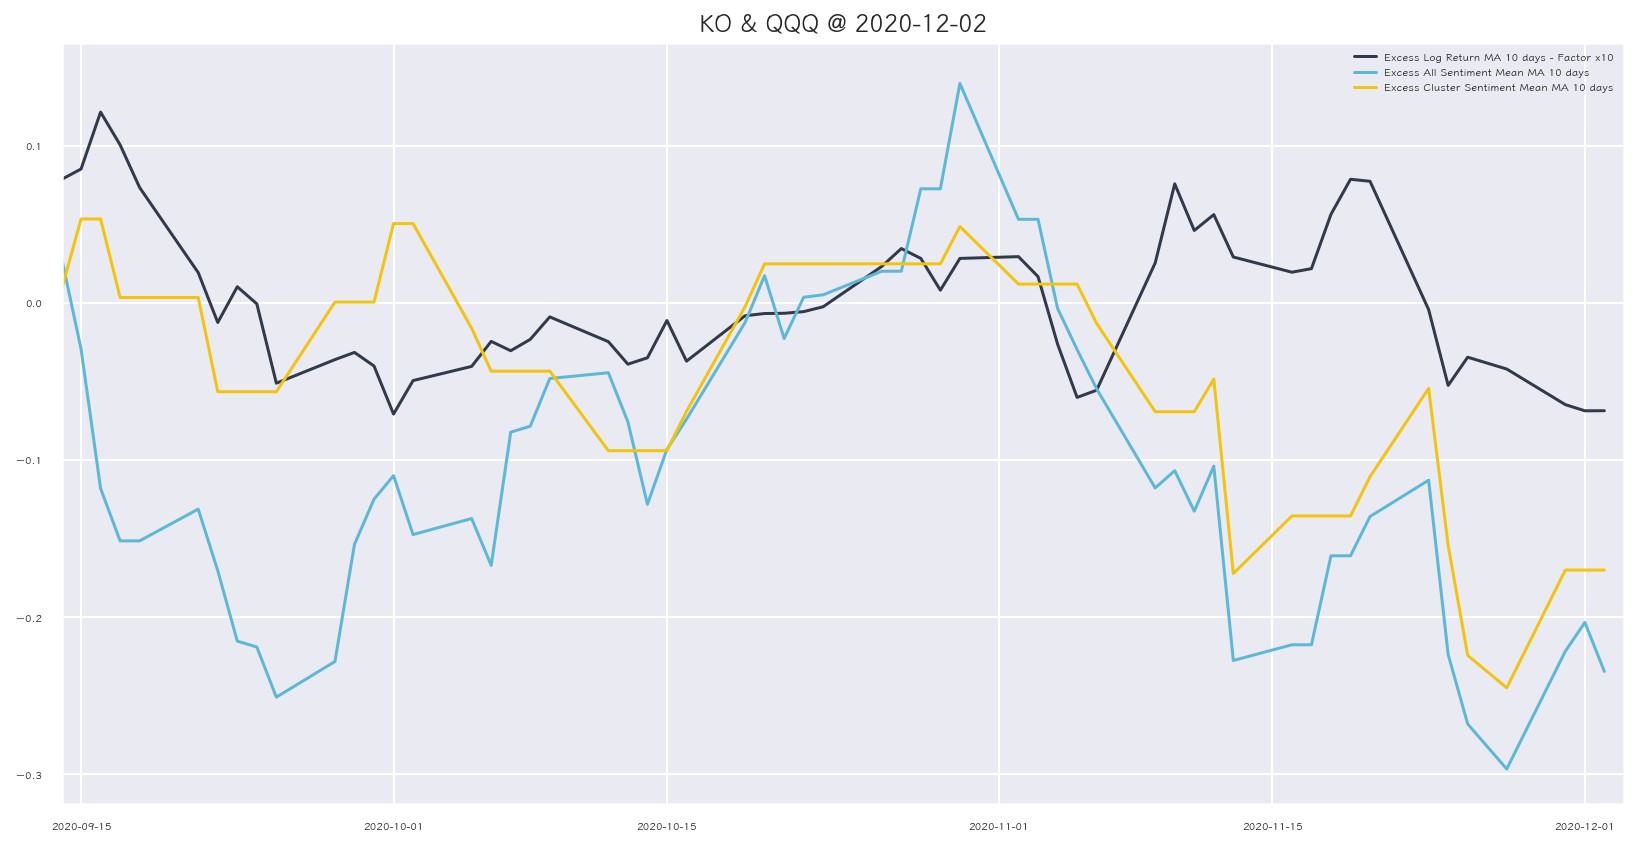 KO & QQQ @ 2020-12-02
Excess Log Return MA 10 days - Factor x10
Excess All Sentiment Mean MA 10 days
Excess Cluster Sentiment Mean MA 10 days
0.1
0.0
−0.1
−0.2
−0.3
2020-09-15
2020-10-01
2020-10-15
2020-11-01
2020-11-15
2020-12-01